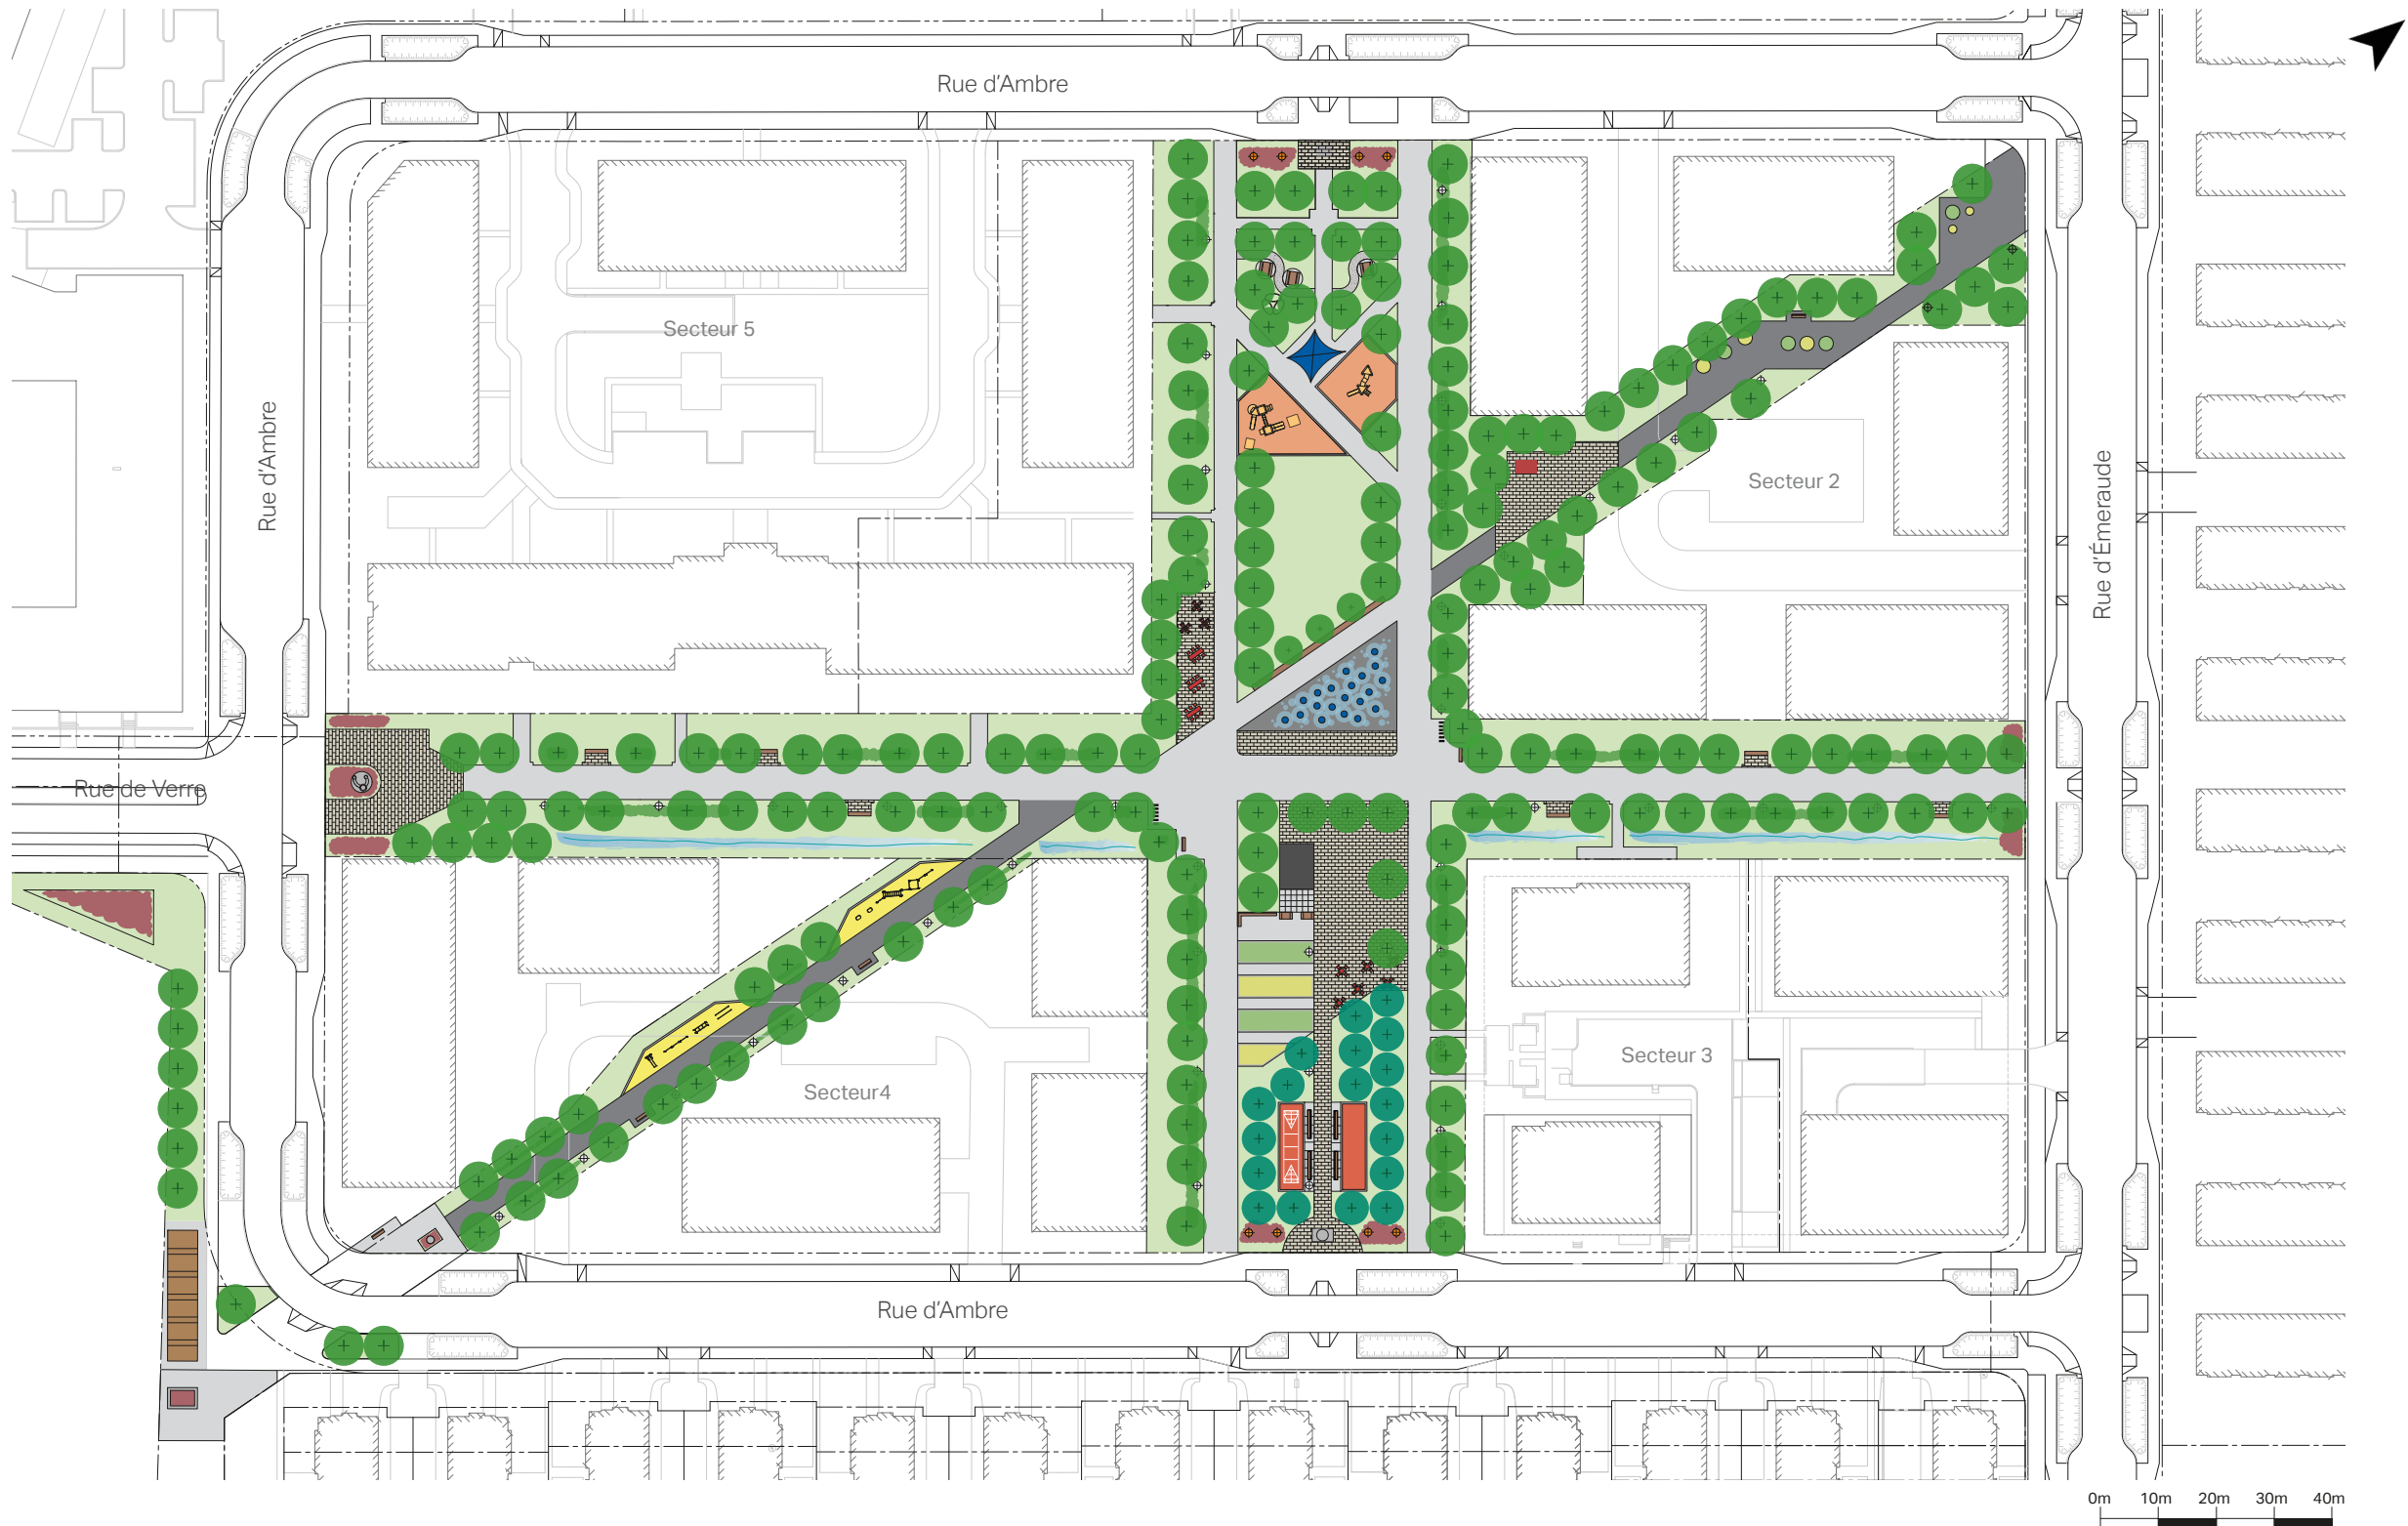 Rue d'Ambre
Secteur 5
Rue d'Ambre
Secteur 2
Rue d'Émeraude
Rue de Verre
Secteur 3
Secteur4
Rue d'Ambre
0m 10m 20m 30m 40m